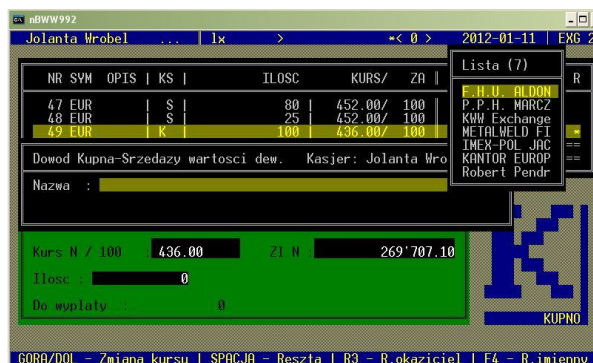 nBWW992
Jolanta Wrobel ... 1x > *< 0 > 2012-01-11 | EXG 2
Lista (7)
NR SYM OPIS | KS | ILOSC KURS/ ZA R
47 EUR | S | 80 | 452.00/ 100
48 EUR | S | 25 | 452.00/ 100
49 EUR | K | 100 | 436.00/ 100 *
F.H.U. ALDON
P.P.H. MARCZ
KWW Exchange
METALWELD FI
IMEX-POL JAC ==
KANTOR EUROP ==
Robert Pendr
Dowod Kupna-Srzedazy wartosci dew. Kasjer: Jolanta Wro
Nazwa :
Kurs N / 100 : 436.00 ZI N : 269'707.10
Ilosc : 0
Do wyplaty : 0
KUPNO
GORA/DOL - Zmiana kursu | SPACJA - Reszta | R3 - R.okaziciel | F4 - R.imienny